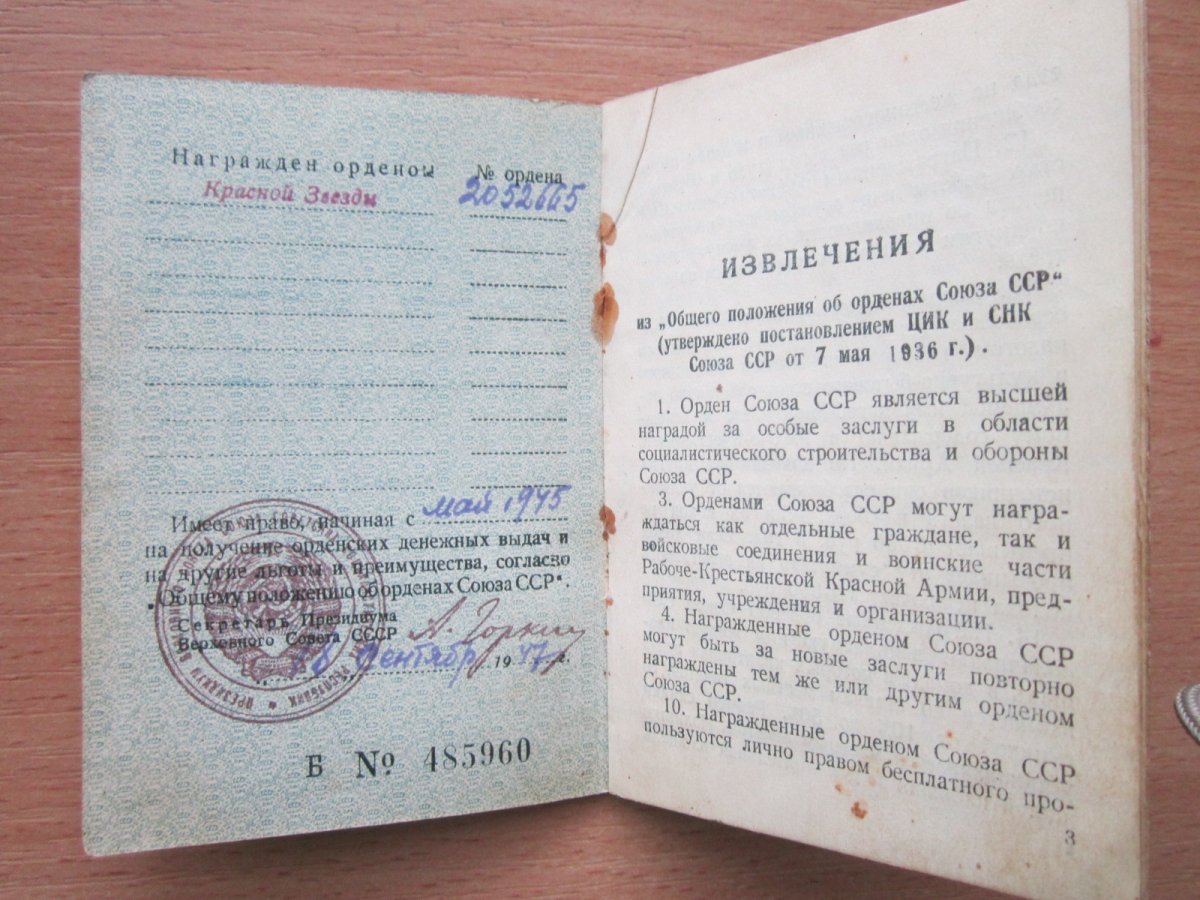 Награжден орденом № ордена
Красной Звезды 2052665
Имеет право, начиная с май 1945
на получение орденских денежных выдач и
на другие льготы и преимущества, согласно
„Общему положению об орденах Союза ССР“.
Секретарь Президиума
Верховного Совета СССР А. Горкин
8 Сентябр 1947 г.
Б № 485960
ИЗВЛЕЧЕНИЯ
из „Общего положения об орденах Союза ССР“
(утверждено постановлением ЦИК и СНК
Союза ССР от 7 мая 1936 г.).
1. Орден Союза ССР является высшей
наградой за особые заслуги в области
социалистического строительства и обороны
Союза ССР.
3. Орденами Союза ССР могут награ-
ждаться как отдельные граждане, так и
войсковые соединения и воинские части
Рабоче-Крестьянской Красной Армии, пред-
приятия, учреждения и организации.
4. Награжденные орденом Союза ССР
могут быть за новые заслуги повторно
награждены тем же или другим орденом
Союза ССР.
10. Награжденные орденом Союза ССР
пользуются лично правом бесплатного про-
3